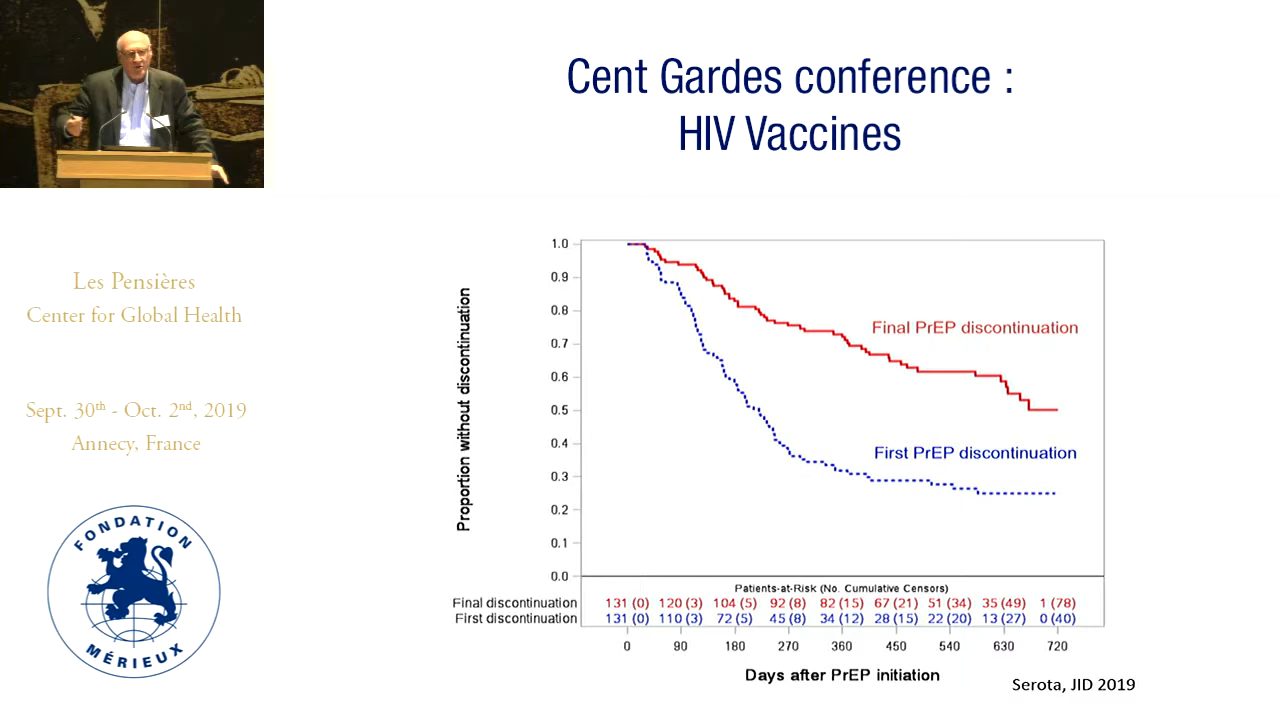 Cent Gardes conference :
HIV Vaccines
Les Pensières
Center for Global Health
Sept. 30th - Oct. 2nd, 2019
Annecy, France
FONDATION
MÉRIEUX
Proportion without discontinuation
1.0
0.9
0.8
0.7
0.6
0.5
0.4
0.3
0.2
0.1
0.0
Final PrEP discontinuation
First PrEP discontinuation
Patients-at-Risk (No. Cumulative Censors)
Final discontinuation 131 (0) 120 (3) 104 (5) 92 (8) 82 (15) 67 (21) 51 (34) 35 (49) 1 (78)
First discontinuation 131 (0) 110 (3) 72 (5) 45 (8) 34 (12) 28 (15) 22 (20) 13 (27) 0 (40)
0 90 180 270 360 450 540 630 720
Days after PrEP initiation
Serota, JID 2019